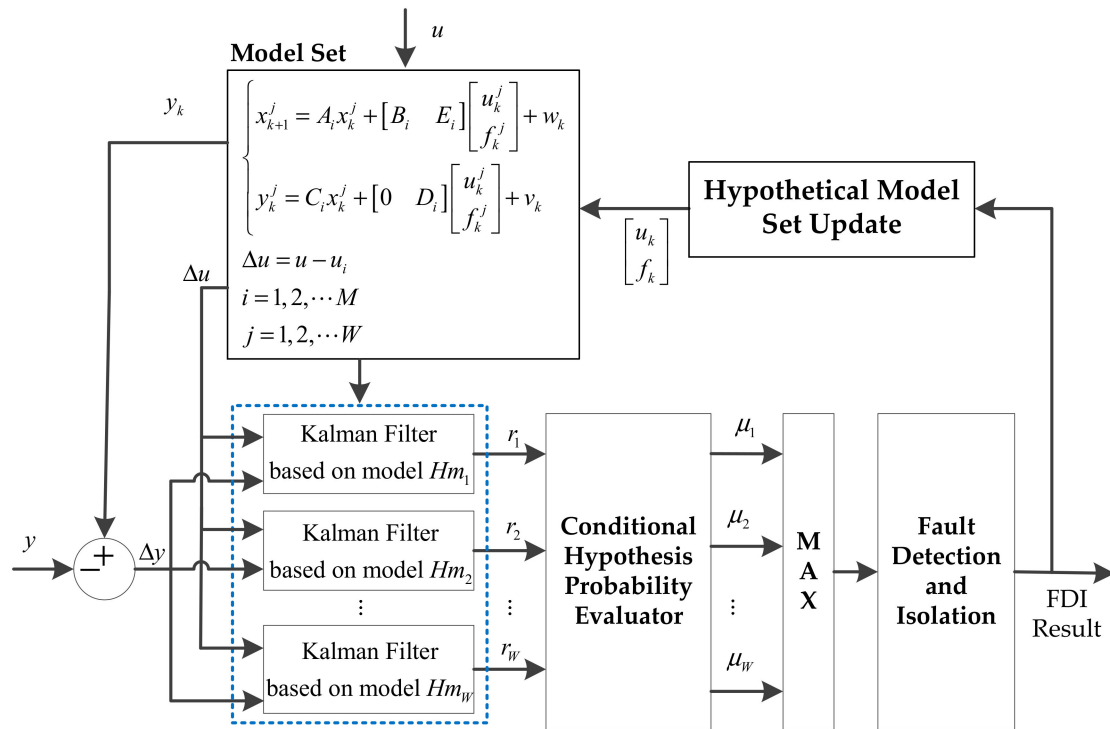 u
Model Set
y_k
x_{k+1}^j = A_i x_k^j + [B_i E_i] [u_k^j f_k^j] + w_k
y_k^j = C_i x_k^j + [0 D_i] [u_k^j f_k^j] + v_k
Δu = u − u_i
i = 1, 2, ⋯ M
j = 1, 2, ⋯ W
Δu
Hypothetical Model
Set Update
[u_k f_k]
Kalman Filter
based on model Hm_1
Kalman Filter
based on model Hm_2
⋮
Kalman Filter
based on model Hm_W
y
+
−
Δy
r_1
r_2
⋮
r_W
Conditional
Hypothesis
Probability
Evaluator
μ_1
μ_2
⋮
μ_W
M
A
X
Fault
Detection
and
Isolation
FDI
Result